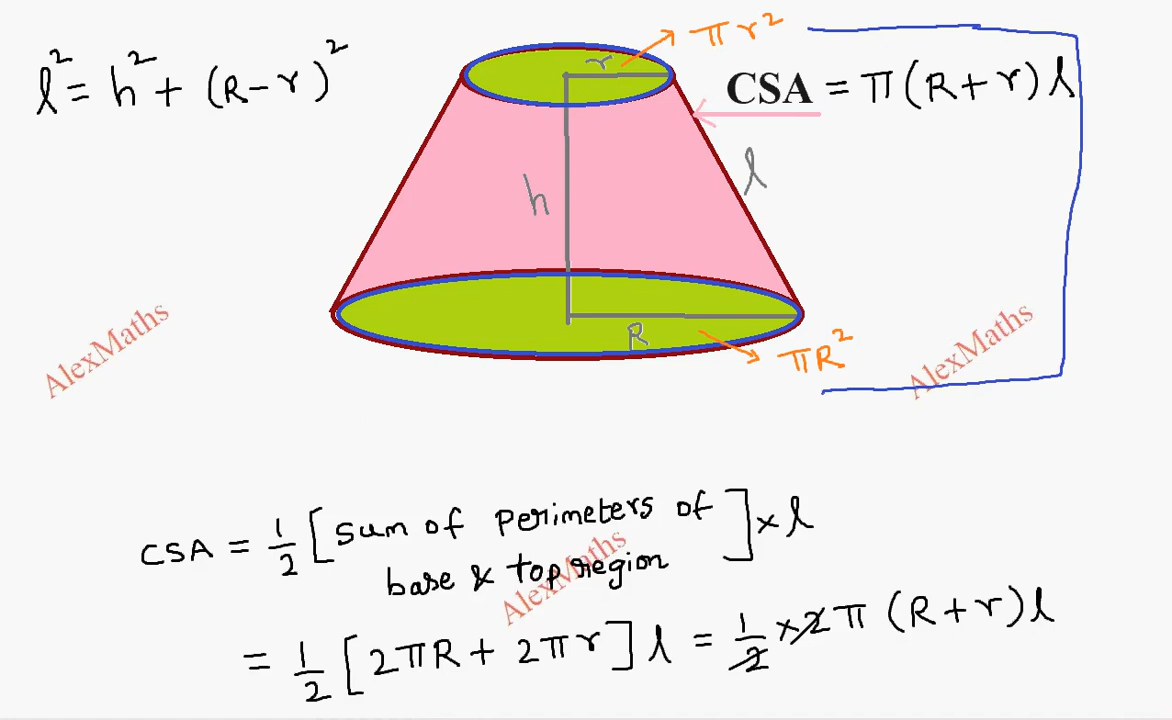 l² = h² + (R-r)²
πr²
r
CSA = π(R+r)l
l
h
R
πR²
AlexMaths
AlexMaths
CSA = 1/2 [sum of perimeters of
base & top region] × l
AlexMaths
= 1/2 [2πR + 2πr] l = 1/2 × 2π (R+r)l